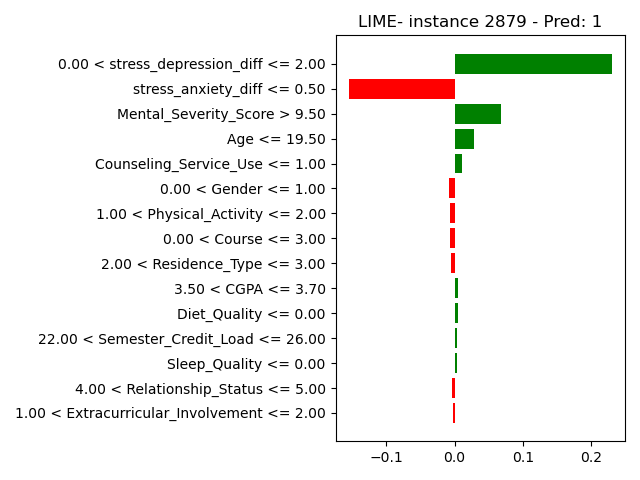 LIME- instance 2879 - Pred: 1
0.00 < stress_depression_diff <= 2.00
stress_anxiety_diff <= 0.50
Mental_Severity_Score > 9.50
Age <= 19.50
Counseling_Service_Use <= 1.00
0.00 < Gender <= 1.00
1.00 < Physical_Activity <= 2.00
0.00 < Course <= 3.00
2.00 < Residence_Type <= 3.00
3.50 < CGPA <= 3.70
Diet_Quality <= 0.00
22.00 < Semester_Credit_Load <= 26.00
Sleep_Quality <= 0.00
4.00 < Relationship_Status <= 5.00
1.00 < Extracurricular_Involvement <= 2.00
−0.1 0.0 0.1 0.2